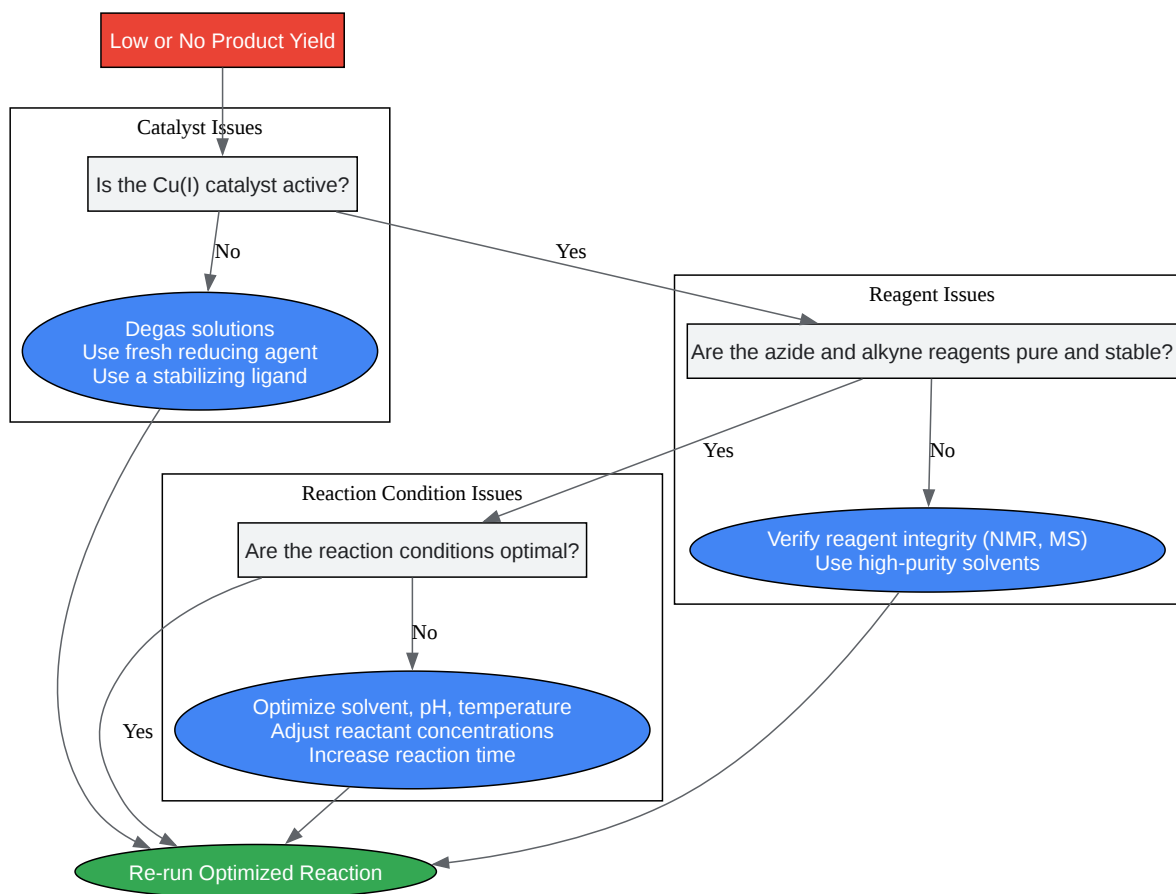 Low or No Product Yield
Catalyst Issues
Is the Cu(I) catalyst active?
No
Yes
Degas solutions
Use fresh reducing agent
Use a stabilizing ligand
Reagent Issues
Are the azide and alkyne reagents pure and stable?
Yes
No
Verify reagent integrity (NMR, MS)
Use high-purity solvents
Reaction Condition Issues
Are the reaction conditions optimal?
No
Yes
Optimize solvent, pH, temperature
Adjust reactant concentrations
Increase reaction time
Re-run Optimized Reaction